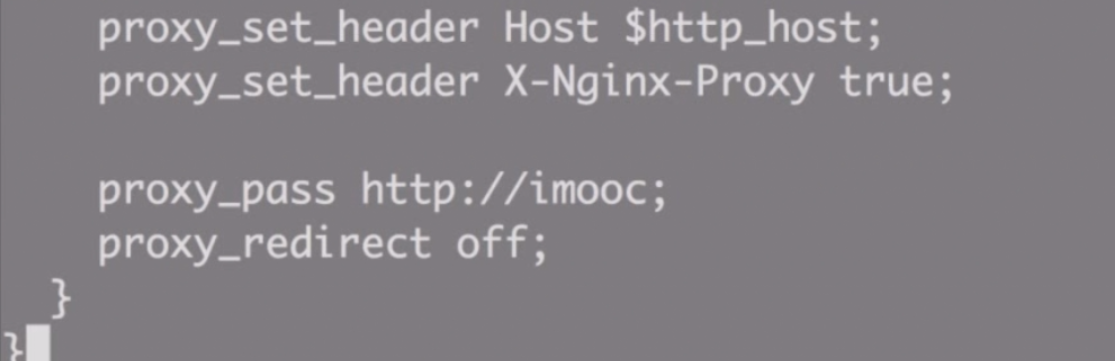 proxy_set_header Host $http_host;
proxy_set_header X-Nginx-Proxy true;
proxy_pass http://imooc;
proxy_redirect off;
}
}